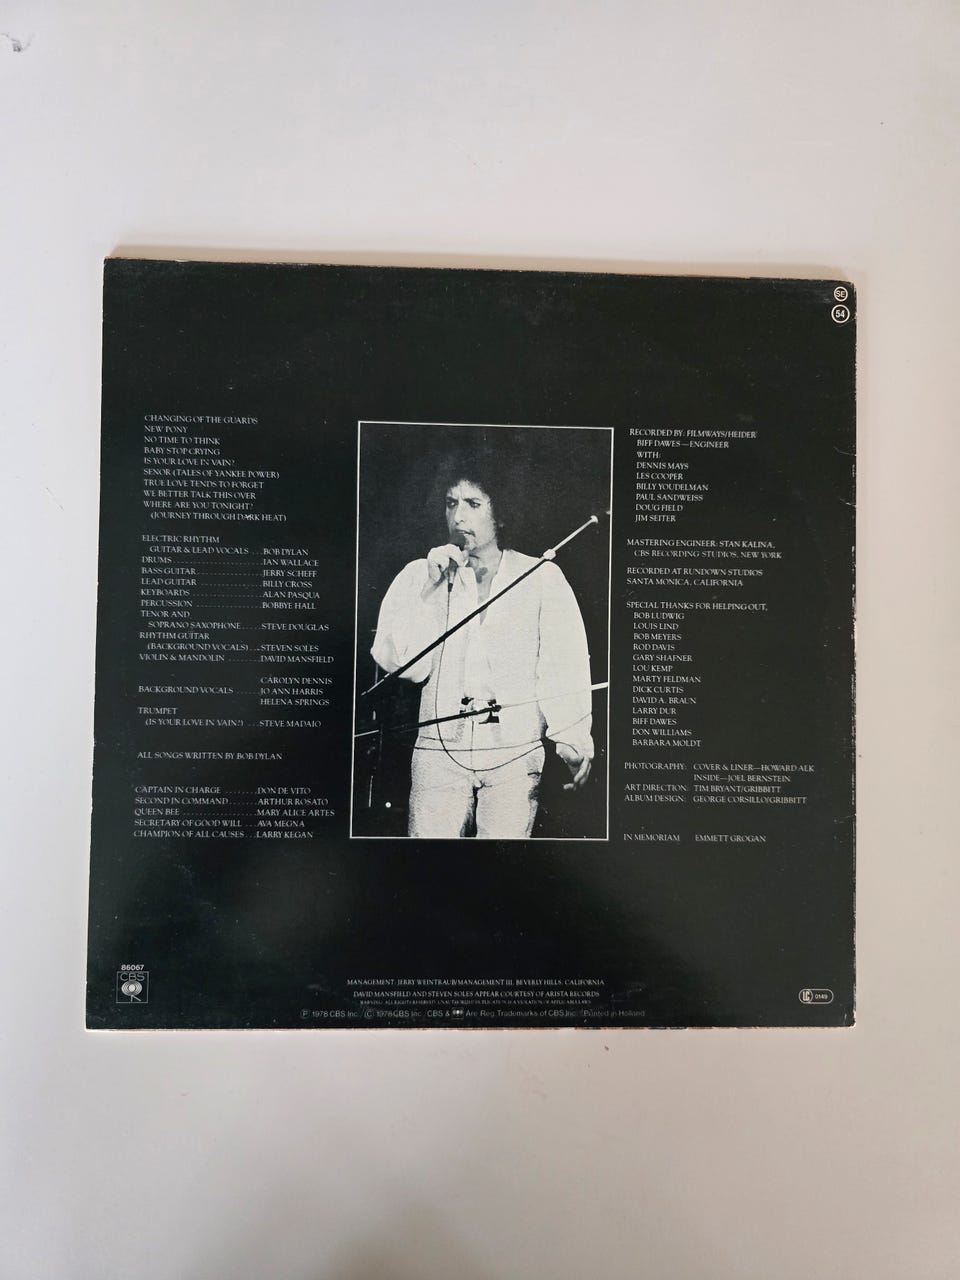 SE
54
CHANGING OF THE GUARDS
NEW PONY
NO TIME TO THINK
BABY STOP CRYING
IS YOUR LOVE IN VAIN?
SENOR (TALES OF YANKEE POWER)
TRUE LOVE TENDS TO FORGET
WE BETTER TALK THIS OVER
WHERE ARE YOU TONIGHT?
(JOURNEY THROUGH DARK HEAT)
ELECTRIC RHYTHM
GUITAR & LEAD VOCALS . . . BOB DYLAN
DRUMS . . . . . . . . . . . . . . . . . . IAN WALLACE
BASS GUITAR . . . . . . . . . . . . . JERRY SCHEFF
LEAD GUITAR . . . . . . . . . . . . BILLY CROSS
KEYBOARDS . . . . . . . . . . . . . ALAN PASQUA
PERCUSSION . . . . . . . . . . . . . BOBBYE HALL
TENOR AND
SOPRANO SAXOPHONE . . . . STEVE DOUGLAS
RHYTHM GUITAR
(BACKGROUND VOCALS) . . . STEVEN SOLES
VIOLIN & MANDOLIN . . . . . . . DAVID MANSFIELD
CAROLYN DENNIS
BACKGROUND VOCALS . . . . . . JO ANN HARRIS
HELENA SPRINGS
TRUMPET
(IS YOUR LOVE IN VAIN?) . . . STEVE MADAIO
ALL SONGS WRITTEN BY BOB DYLAN
CAPTAIN IN CHARGE . . . . . . . . DON DE VITO
SECOND IN COMMAND . . . . . . . ARTHUR ROSATO
QUEEN BEE . . . . . . . . . . . . . . . . MARY ALICE ARTES
SECRETARY OF GOOD WILL . . . AVA MEGNA
CHAMPION OF ALL CAUSES . . . LARRY KEGAN
RECORDED BY: FILMWAYS/HEIDER
BIFF DAWES—ENGINEER
WITH:
DENNIS MAYS
LES COOPER
BILLY YOUDELMAN
PAUL SANDWEISS
DOUG FIELD
JIM SEITER
MASTERING ENGINEER: STAN KALINA,
CBS RECORDING STUDIOS, NEW YORK
RECORDED AT RUNDOWN STUDIOS
SANTA MONICA, CALIFORNIA
SPECIAL THANKS FOR HELPING OUT,
BOB LUDWIG
LOUIS LIND
BOB MEYERS
ROD DAVIS
GARY SHAFNER
LOU KEMP
MARTY FELDMAN
DICK CURTIS
DAVID A. BRAUN
LARRY DUR
BIFF DAWES
DON WILLIAMS
BARBARA MOLDT
PHOTOGRAPHY: COVER & LINER—HOWARD ALK
INSIDE—JOEL BERNSTEIN
ART DIRECTION: TIM BRYANT/GRIBBITT
ALBUM DESIGN: GEORGE CORSILLO/GRIBBITT
IN MEMORIAM EMMETT GROGAN
86067
CBS
MANAGEMENT: JERRY WEINTRAUB/MANAGEMENT III, BEVERLY HILLS, CALIFORNIA
DAVID MANSFIELD AND STEVEN SOLES APPEAR COURTESY OF ARISTA RECORDS
WARNING: ALL RIGHTS RESERVED. UNAUTHORIZED DUPLICATION IS A VIOLATION OF APPLICABLE LAWS
Ⓟ 1978 CBS Inc. / © 1978 CBS Inc. / CBS & Are Reg. Trademarks of CBS Inc. / Printed in Holland
LC 0149